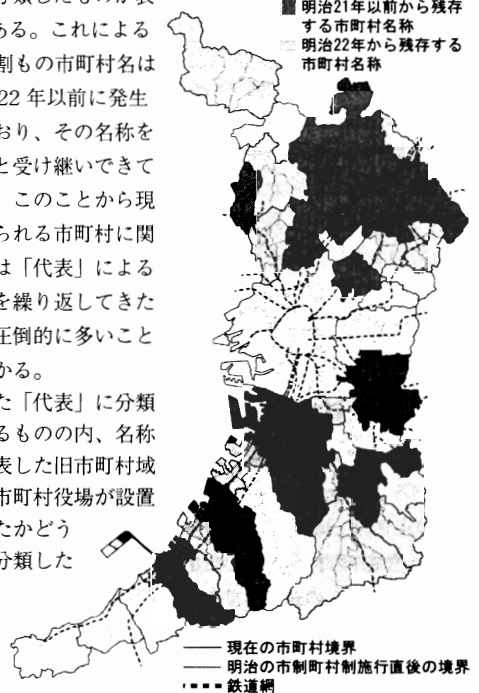 ある。これによる
割もの市町村名は
22 年以前に発生
おり、その名称を
と受け継いできて
このことから現
られる市町村に関
は「代表」による
を繰り返してきた
圧倒的に多いこと
かる。
た「代表」に分類
るものの内、名称
表した旧市町村域
市町村役場が設置
たかどう
分類した
明治21年以前から残存
する市町村名称
明治22年から残存する
市町村名称
現在の市町村境界
明治の市制町村制施行直後の境界
鉄道網